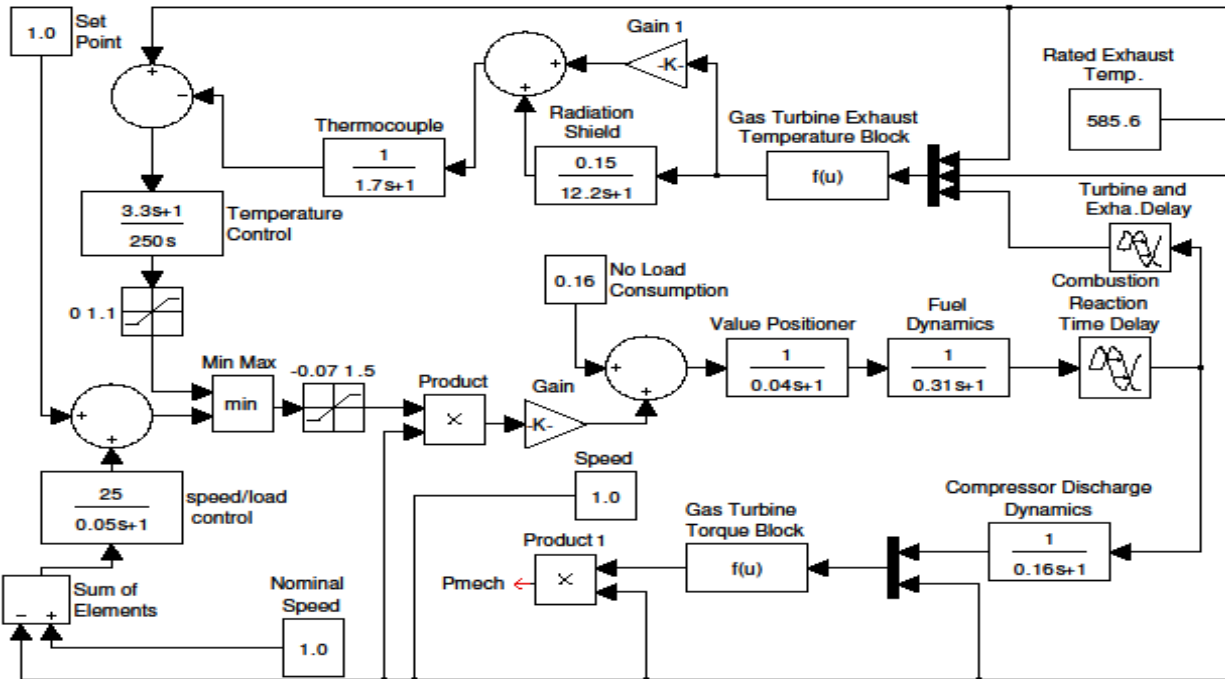 1.0
Set
Point
Gain 1
-K-
Rated Exhaust
Temp.
585.6
+
-
+
+
Thermocouple
1
1.7s+1
Radiation
Shield
0.15
12.2s+1
Gas Turbine Exhaust
Temperature Block
f(u)
Turbine and
Exha.Delay
3.3s+1
250s
Temperature
Control
0 1.1
0.16
No Load
Consumption
Combustion
Reaction
Time Delay
Value Positioner
1
0.04s+1
Fuel
Dynamics
1
0.31s+1
+
+
Min Max
min
-0.07 1.5
Product
×
Gain
-K-
+
+
25
0.05s+1
speed/load
control
Speed
1.0
Compressor Discharge
Dynamics
1
0.16s+1
Gas Turbine
Torque Block
f(u)
Product 1
×
Pmech
- +
Sum of
Elements
Nominal
Speed
1.0